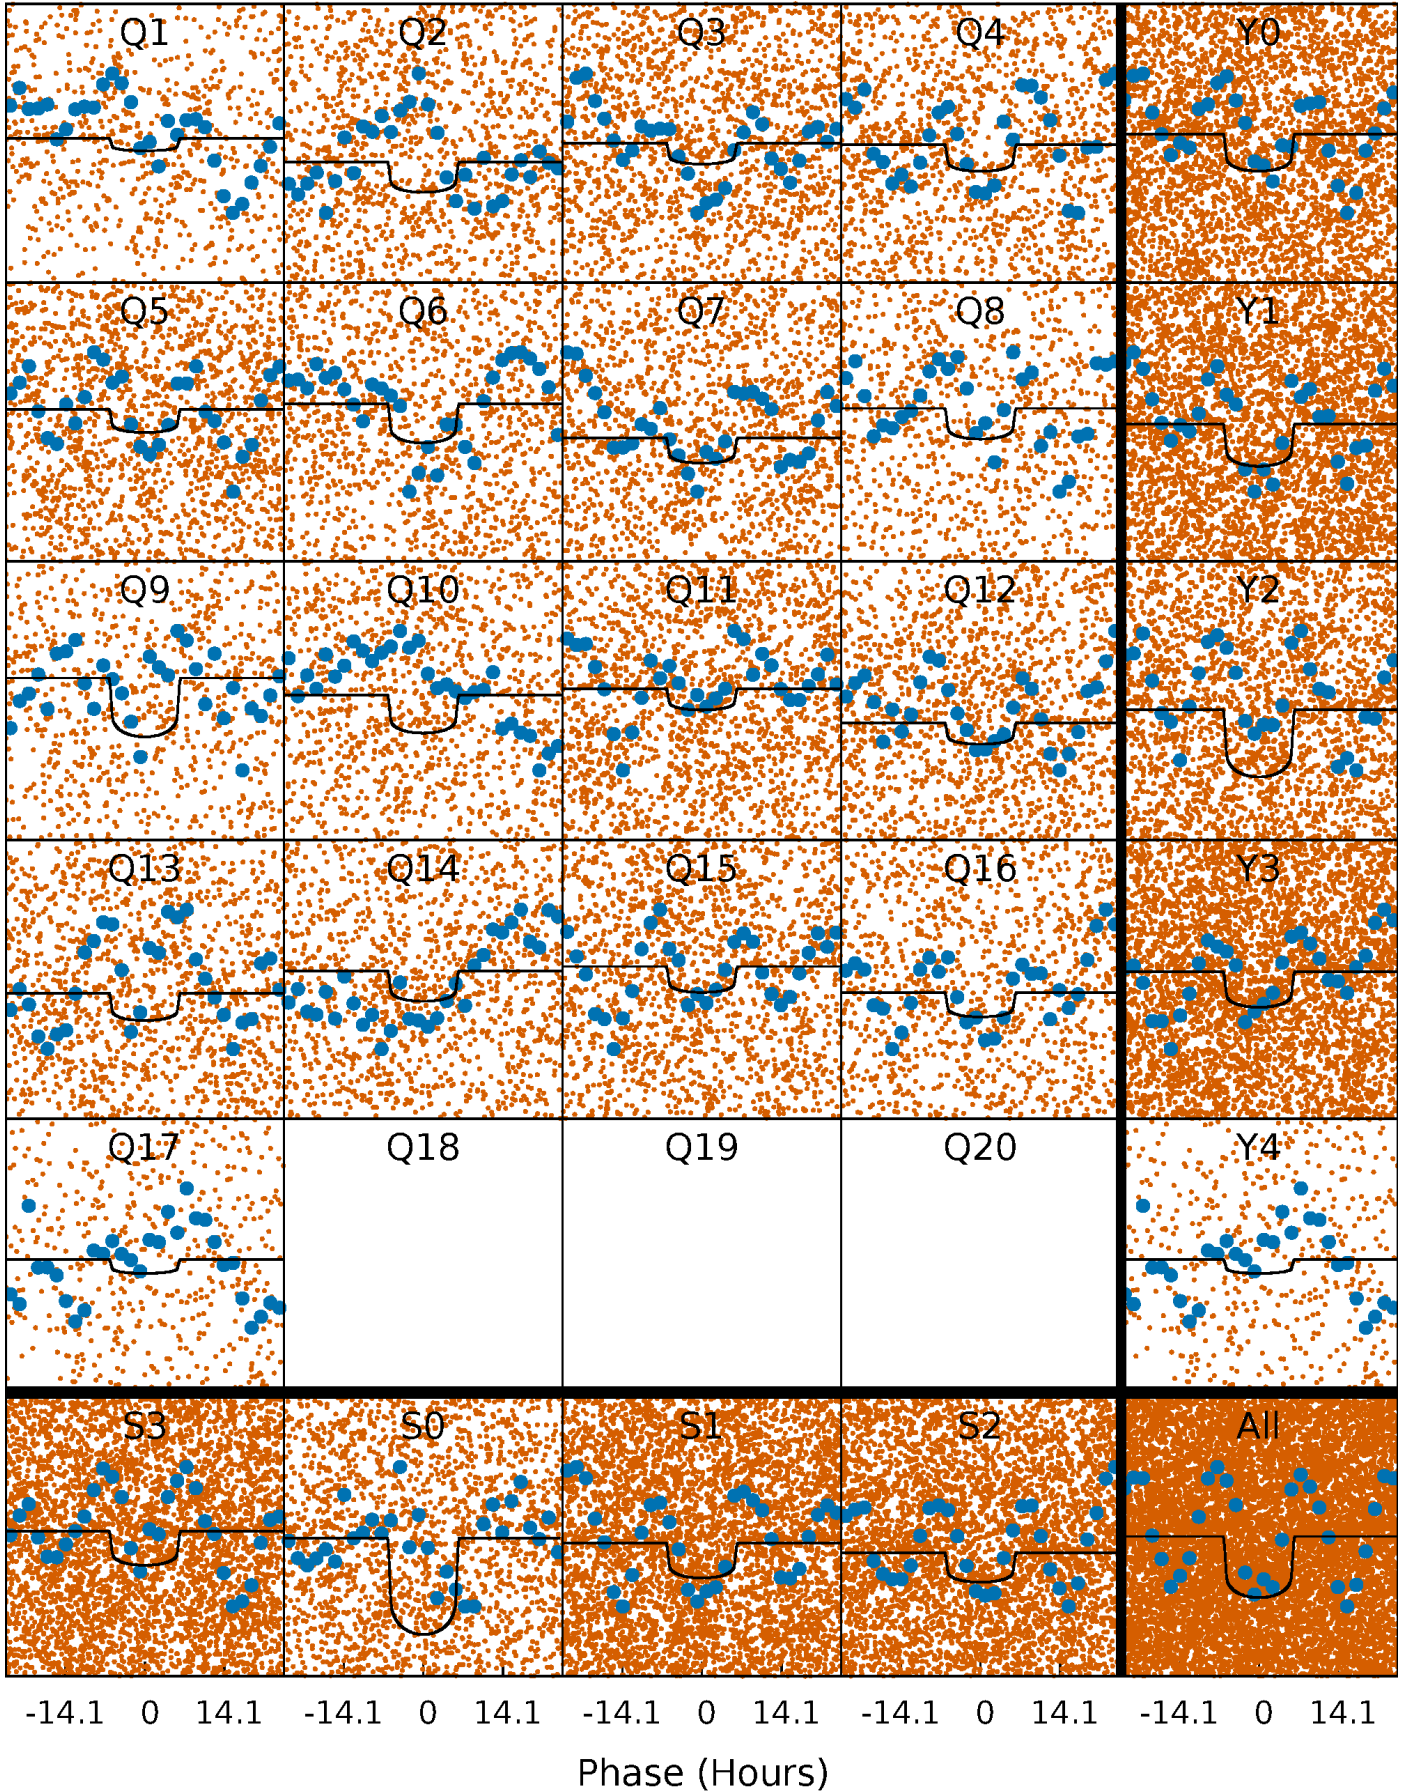 Q1 Q2 Q3 Q4 Y0
Q5 Q6 Q7 Q8 Y1
Q9 Q10 Q11 Q12 Y2
Q13 Q14 Q15 Q16 Y3
Q17 Q18 Q19 Q20 Y4
S3 S0 S1 S2 All
-14.1 0 14.1 -14.1 0 14.1 -14.1 0 14.1 -14.1 0 14.1 -14.1 0 14.1
Phase (Hours)